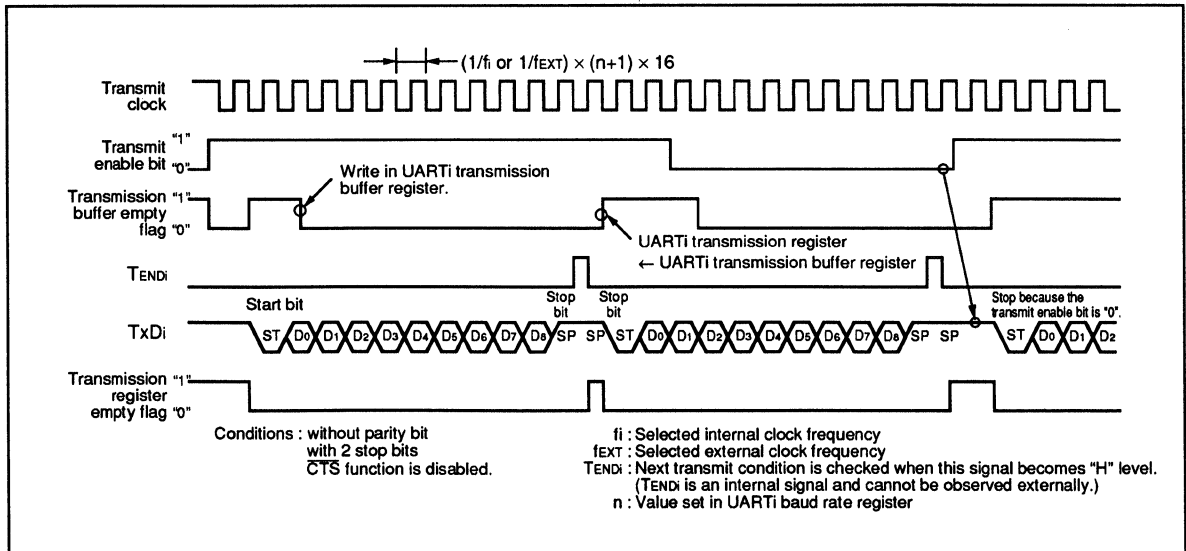 (1/fi or 1/fEXT) × (n+1) × 16
Transmit
clock
Transmit "1"
enable bit "0"
Write in UARTi transmission
buffer register.
Transmission "1"
buffer empty
flag "0"
UARTi transmission register
← UARTi transmission buffer register
TENDi
Start bit
Stop
bit
Stop
bit
Stop because the
transmit enable bit is "0".
TxDi
ST D0 D1 D2 D3 D4 D5 D6 D7 D8 SP SP ST D0 D1 D2 D3 D4 D5 D6 D7 D8 SP SP ST D0 D1 D2
Transmission "1"
register
empty flag "0"
Conditions : without parity bit
with 2 stop bits
CTS function is disabled.
fi : Selected internal clock frequency
fEXT : Selected external clock frequency
TENDi : Next transmit condition is checked when this signal becomes "H" level.
(TENDi is an internal signal and cannot be observed externally.)
n : Value set in UARTi baud rate register